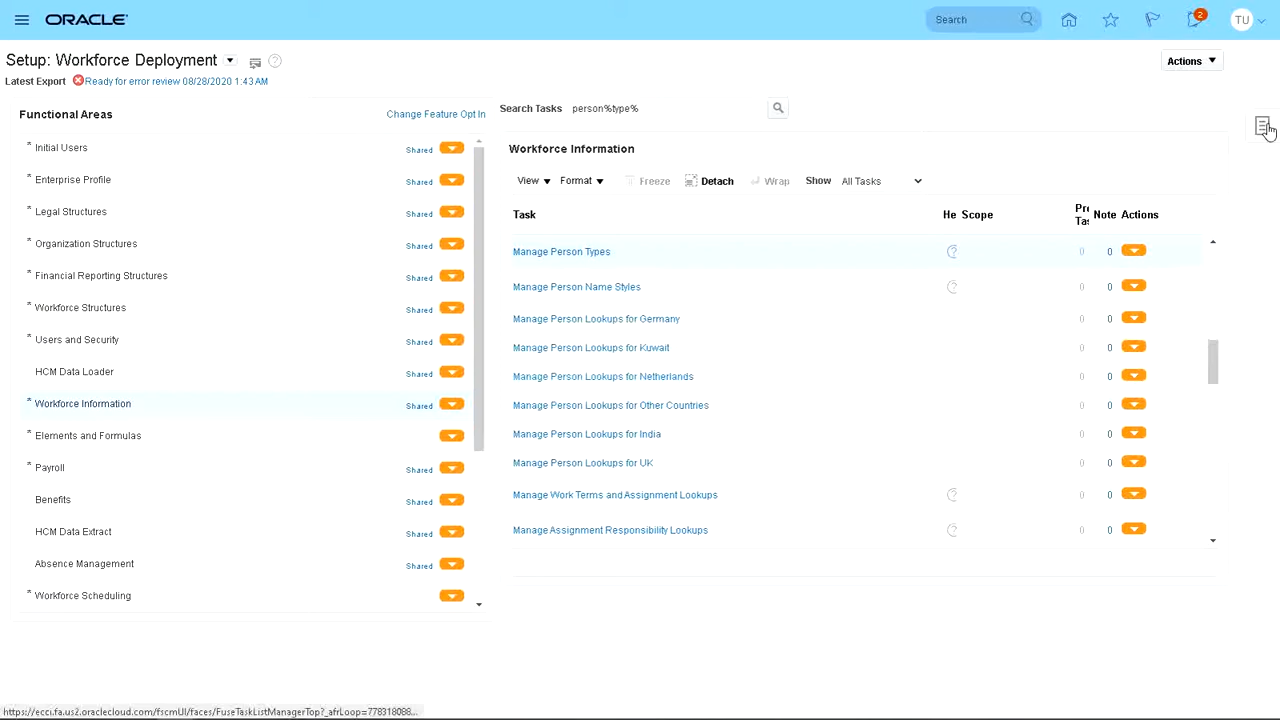 ORACLE
Search
2
TU
Setup: Workforce Deployment
Actions
Latest Export Ready for error review 08/28/2020 1:43 AM
Functional Areas
Change Feature Opt In
* Initial Users Shared
* Enterprise Profile Shared
* Legal Structures Shared
* Organization Structures Shared
* Financial Reporting Structures Shared
* Workforce Structures Shared
* Users and Security Shared
HCM Data Loader Shared
* Workforce Information Shared
* Elements and Formulas
* Payroll Shared
Benefits Shared
HCM Data Extract Shared
Absence Management Shared
* Workforce Scheduling
Search Tasks person%type%
Workforce Information
View Format Freeze Detach Wrap Show All Tasks
Task He Scope Pre Tas Note Actions
Manage Person Types ? 0 0
Manage Person Name Styles ? 0 0
Manage Person Lookups for Germany 0 0
Manage Person Lookups for Kuwait 0 0
Manage Person Lookups for Netherlands 0 0
Manage Person Lookups for Other Countries 0 0
Manage Person Lookups for India 0 0
Manage Person Lookups for UK 0 0
Manage Work Terms and Assignment Lookups ? 0 0
Manage Assignment Responsibility Lookups ? 0 0